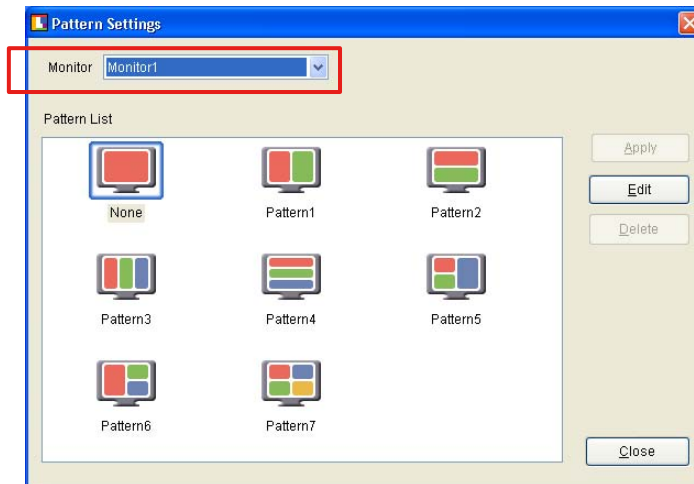 Pattern Settings
Monitor Monitor1
Pattern List
Apply
None Pattern1 Pattern2
Edit
Delete
Pattern3 Pattern4 Pattern5
Pattern6 Pattern7
Close